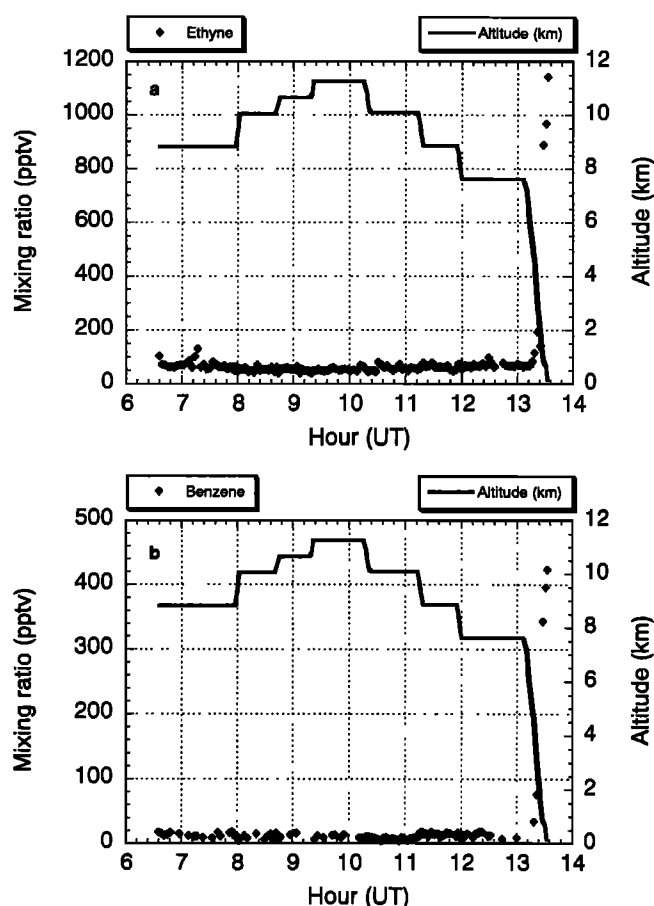 Ethyne Altitude (km)
a
1200 12
1000 10
800 8
600 6
400 4
200 2
0 0
Mixing ratio (pptv)
Altitude (km)
6 7 8 9 10 11 12 13 14
Hour (UT)
Benzene Altitude (km)
b
500 12
400 10
300 8
200 6
100 4
0 2
0
Mixing ratio (pptv)
Altitude (km)
6 7 8 9 10 11 12 13 14
Hour (UT)